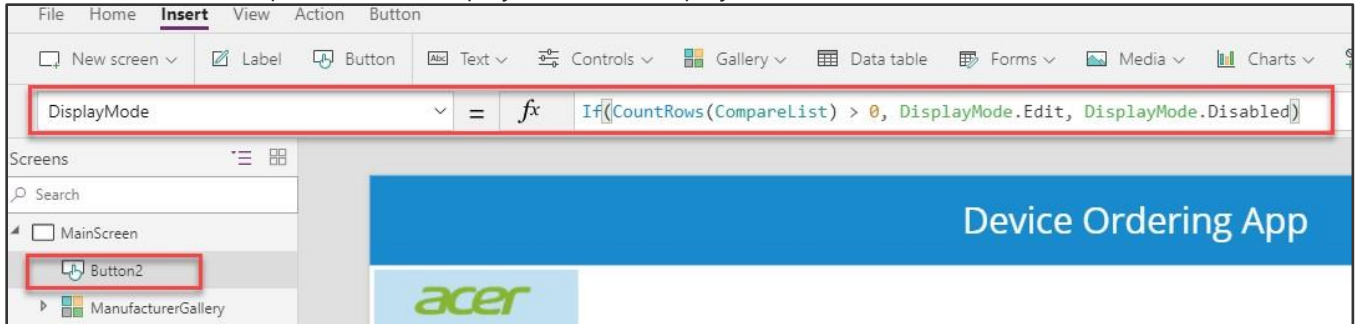 File Home Insert View Action Button
New screen Label Button Abc Text Controls Gallery Data table Forms Media Charts
DisplayMode = fx If(CountRows(CompareList) > 0, DisplayMode.Edit, DisplayMode.Disabled)
Screens
Search
MainScreen
Device Ordering App
Button2
ManufacturerGallery
acer